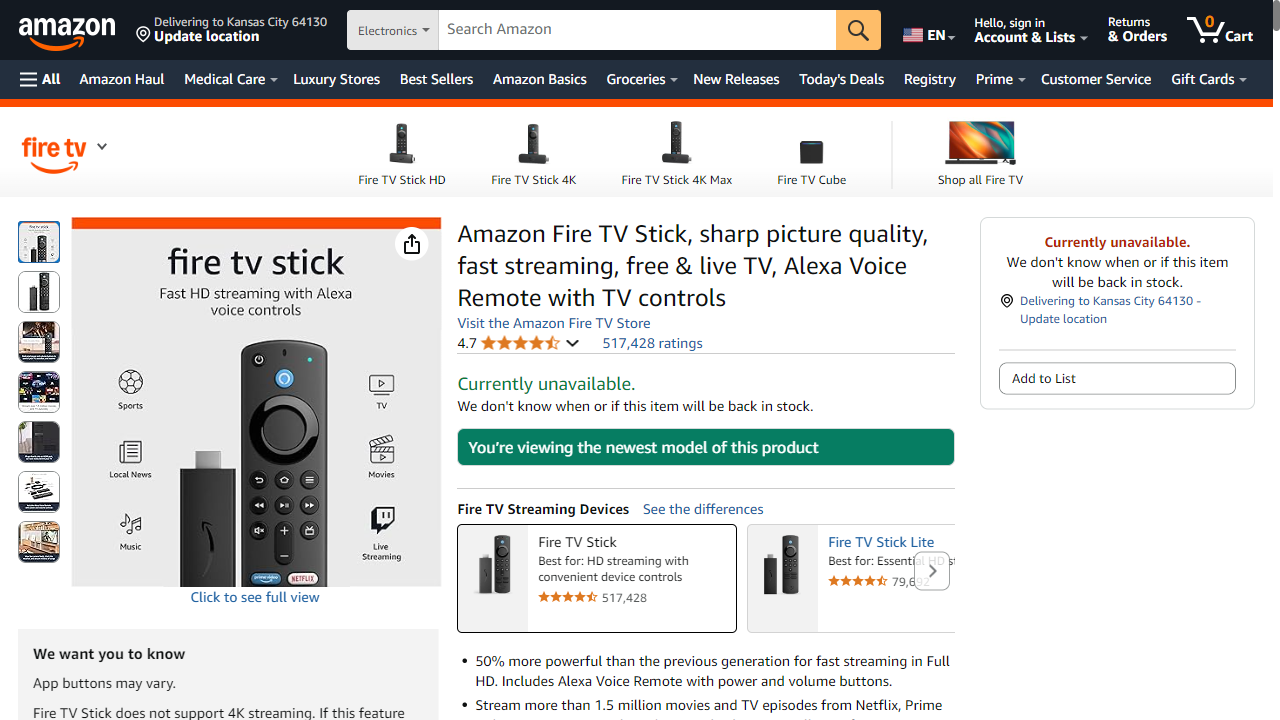 amazon
Delivering to Kansas City 64130
Update location
Electronics
Search Amazon
EN
Hello, sign in
Account & Lists
Returns
& Orders
0
Cart
All
Amazon Haul
Medical Care
Luxury Stores
Best Sellers
Amazon Basics
Groceries
New Releases
Today's Deals
Registry
Prime
Customer Service
Gift Cards
fire tv
Fire TV Stick HD
Fire TV Stick 4K
Fire TV Stick 4K Max
Fire TV Cube
Shop all Fire TV
fire tv stick
Fast HD streaming with Alexa
voice controls
Sports
TV
Local News
Movies
Music
Live
Streaming
prime video
NETFLIX
Click to see full view
We want you to know
App buttons may vary.
Fire TV Stick does not support 4K streaming. If this feature
Amazon Fire TV Stick, sharp picture quality,
fast streaming, free & live TV, Alexa Voice
Remote with TV controls
Visit the Amazon Fire TV Store
4.7
517,428 ratings
Currently unavailable.
We don't know when or if this item will be back in stock.
You’re viewing the newest model of this product
Fire TV Streaming Devices See the differences
Fire TV Stick
Best for: HD streaming with
convenient device controls
517,428
Fire TV Stick Lite
Best for: Essential HD st
79,692
• 50% more powerful than the previous generation for fast streaming in Full
HD. Includes Alexa Voice Remote with power and volume buttons.
• Stream more than 1.5 million movies and TV episodes from Netflix, Prime
Currently unavailable.
We don't know when or if this item
will be back in stock.
Delivering to Kansas City 64130 -
Update location
Add to List